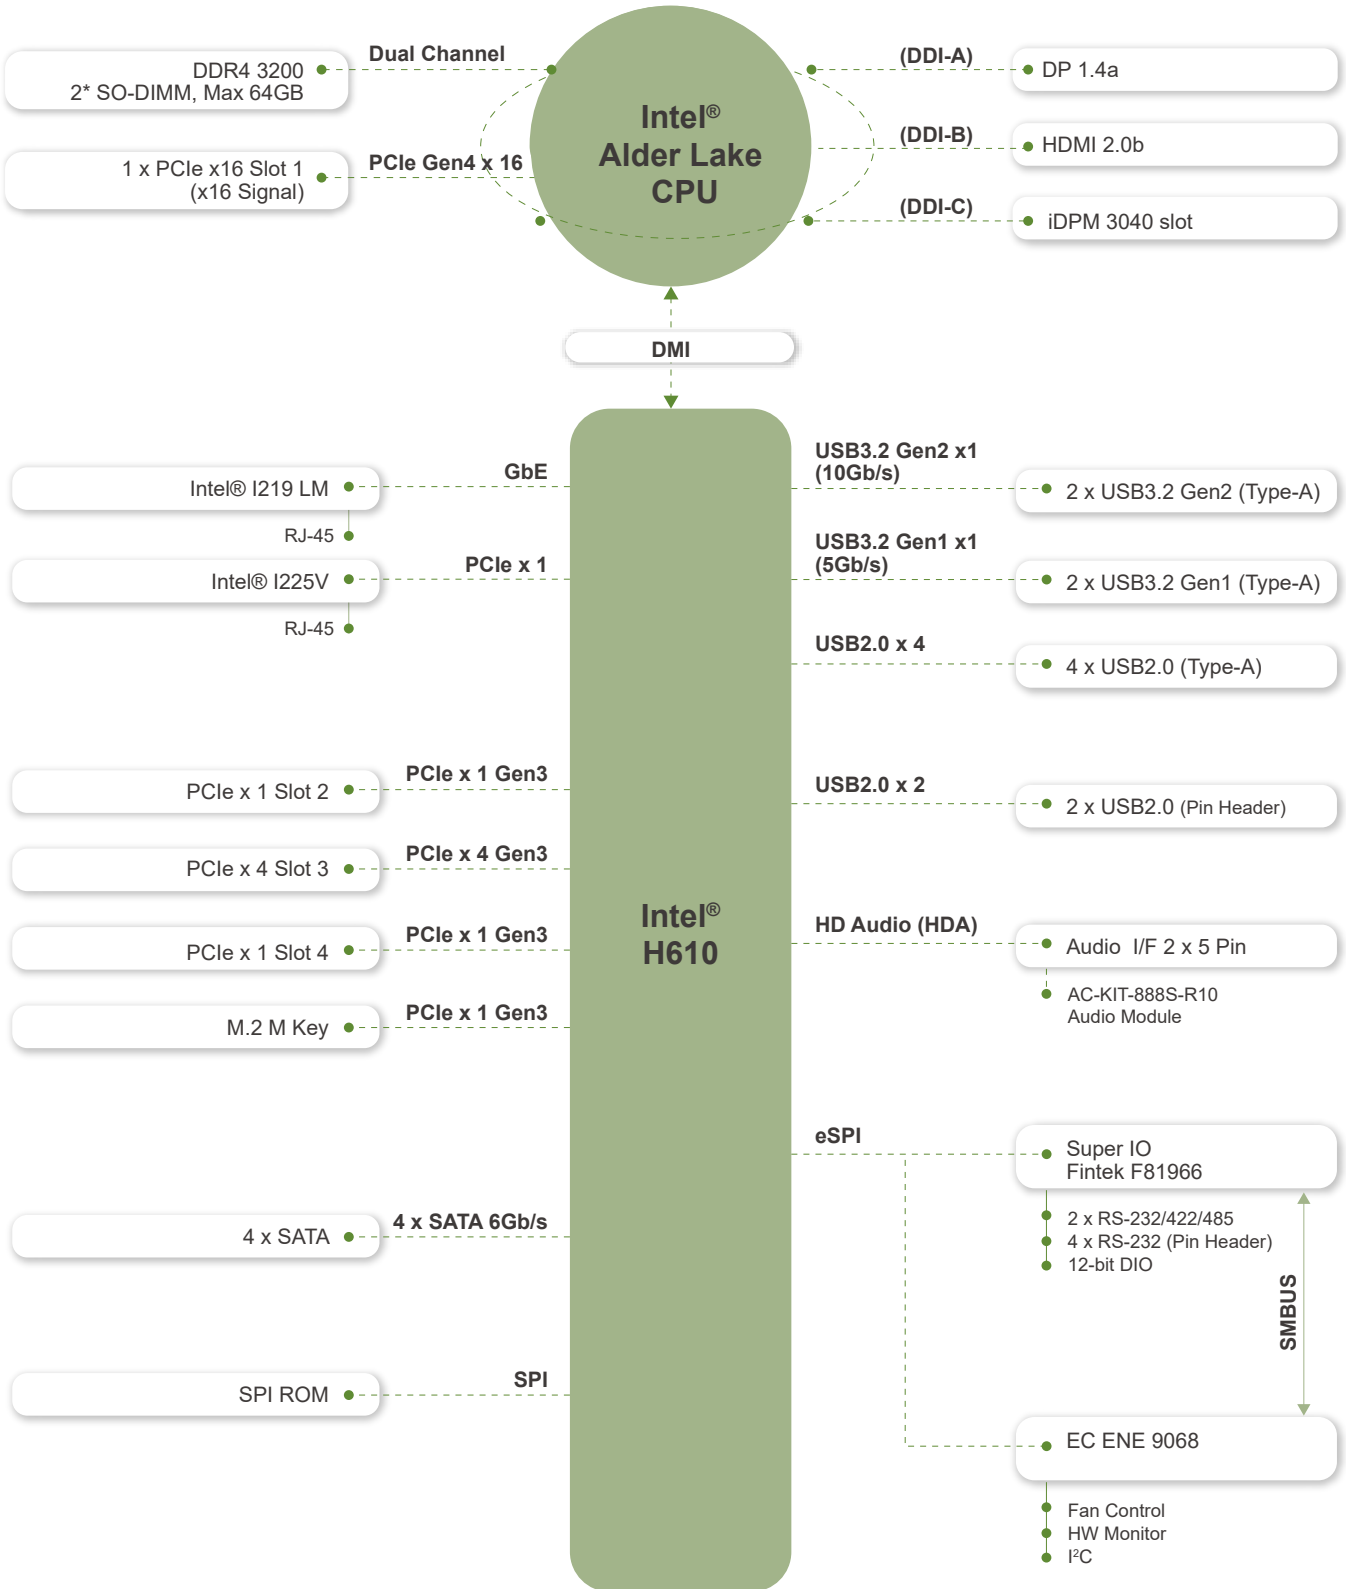 Dual Channel
DDR4 3200
2* SO-DIMM, Max 64GB
1 x PCIe x16 Slot 1
(x16 Signal)
PCIe Gen4 x 16
Intel®
Alder Lake
CPU
(DDI-A)
DP 1.4a
(DDI-B)
HDMI 2.0b
(DDI-C)
iDPM 3040 slot
DMI
GbE
Intel® I219 LM
RJ-45
PCIe x 1
Intel® I225V
RJ-45
PCIe x 1 Gen3
PCIe x 1 Slot 2
PCIe x 4 Gen3
PCIe x 4 Slot 3
PCIe x 1 Gen3
PCIe x 1 Slot 4
PCIe x 1 Gen3
M.2 M Key
4 x SATA 6Gb/s
4 x SATA
SPI
SPI ROM
Intel®
H610
USB3.2 Gen2 x1
(10Gb/s)
2 x USB3.2 Gen2 (Type-A)
USB3.2 Gen1 x1
(5Gb/s)
2 x USB3.2 Gen1 (Type-A)
USB2.0 x 4
4 x USB2.0 (Type-A)
USB2.0 x 2
2 x USB2.0 (Pin Header)
HD Audio (HDA)
Audio I/F 2 x 5 Pin
AC-KIT-888S-R10
Audio Module
eSPI
Super IO
Fintek F81966
2 x RS-232/422/485
4 x RS-232 (Pin Header)
12-bit DIO
SMBUS
EC ENE 9068
Fan Control
HW Monitor
I²C